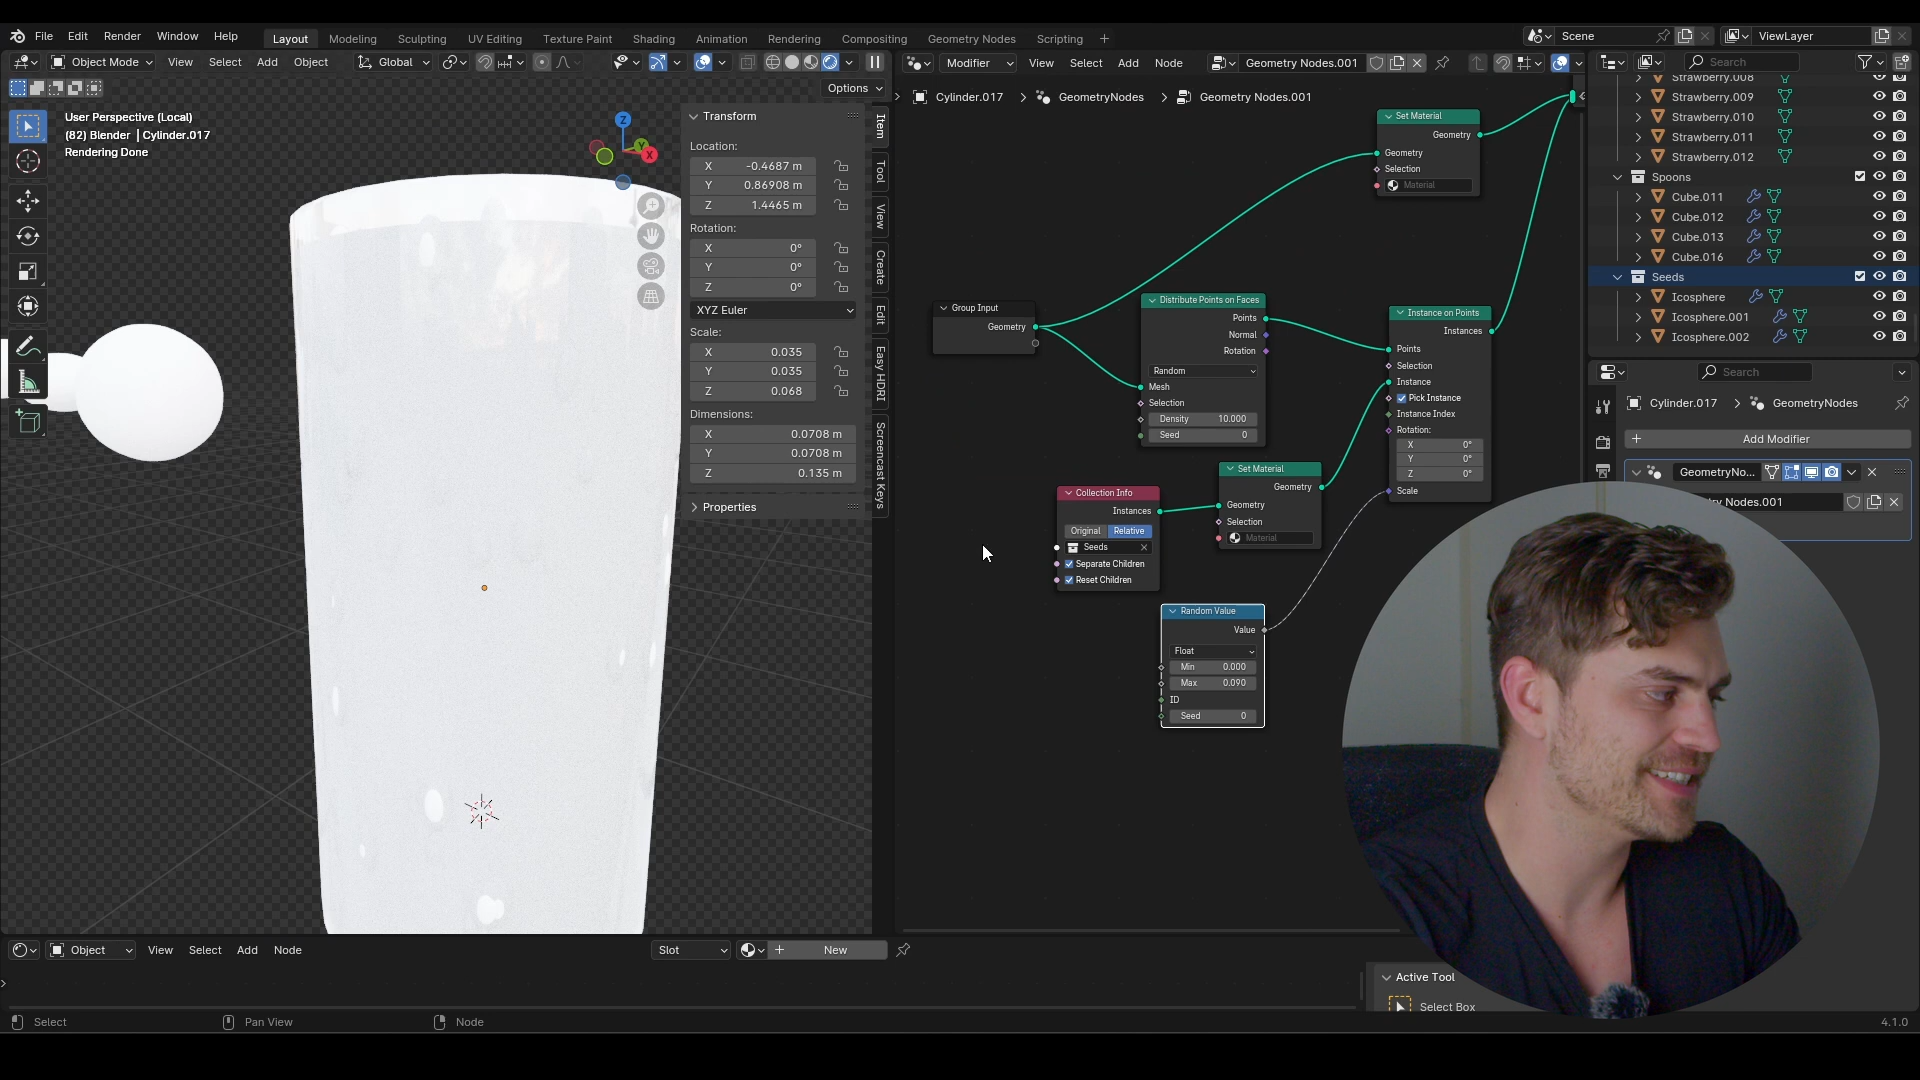 File Edit Render Window Help
Layout Modeling Sculpting UV Editing Texture Paint Shading Animation Rendering Compositing Geometry Nodes Scripting +
Scene
ViewLayer
Object Mode View Select Add Object Global
Options
Modifier View Select Add Node Geometry Nodes.001
Search
Cylinder.017 > GeometryNodes > Geometry Nodes.001
User Perspective (Local)
(82) Blender | Cylinder.017
Rendering Done
Z
Y
X
Transform
Location:
X -0.4687 m
Y 0.86908 m
Z 1.4465 m
Rotation:
X 0°
Y 0°
Z 0°
XYZ Euler
Scale:
X 0.035
Y 0.035
Z 0.068
Dimensions:
X 0.0708 m
Y 0.0708 m
Z 0.135 m
Properties
Item
Tool
View
Create
Edit
Easy HDRI
Screencast Keys
Set Material
Geometry
Geometry
Selection
Material
Group Input
Geometry
Distribute Points on Faces
Points
Normal
Rotation
Random
Mesh
Selection
Density 10.000
Seed 0
Instance on Points
Instances
Points
Selection
Instance
Pick Instance
Instance Index
Rotation:
X 0°
Y 0°
Z 0°
Scale
Set Material
Geometry
Geometry
Selection
Material
Collection Info
Instances
Original Relative
Seeds
Separate Children
Reset Children
Random Value
Value
Float
Min 0.000
Max 0.090
ID
Seed 0
Strawberry.008
Strawberry.009
Strawberry.010
Strawberry.011
Strawberry.012
Spoons
Cube.011
Cube.012
Cube.013
Cube.016
Seeds
Icosphere
Icosphere.001
Icosphere.002
Search
Cylinder.017 > GeometryNodes
Add Modifier
GeometryNo...
Nodes.001
Object View Select Add Node Slot New
Active Tool
Select Box
Select Pan View Node
4.1.0